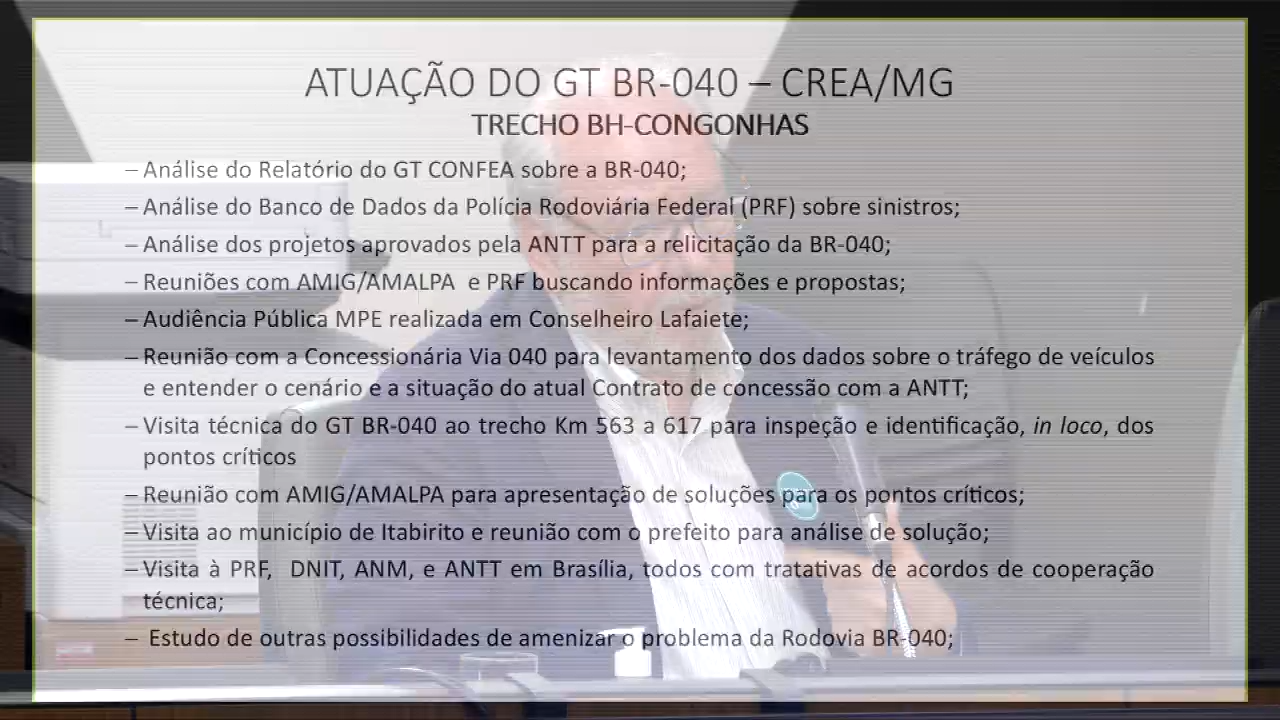 ATUAÇÃO DO GT BR-040 – CREA/MG
TRECHO BH-CONGONHAS
– Análise do Relatório do GT CONFEA sobre a BR-040;
– Análise do Banco de Dados da Polícia Rodoviária Federal (PRF) sobre sinistros;
– Análise dos projetos aprovados pela ANTT para a relicitação da BR-040;
– Reuniões com AMIG/AMALPA e PRF buscando informações e propostas;
– Audiência Pública MPE realizada em Conselheiro Lafaiete;
– Reunião com a Concessionária Via 040 para levantamento dos dados sobre o tráfego de veículos
e entender o cenário e a situação do atual Contrato de concessão com a ANTT;
– Visita técnica do GT BR-040 ao trecho Km 563 a 617 para inspeção e identificação, in loco, dos
pontos críticos
– Reunião com AMIG/AMALPA para apresentação de soluções para os pontos críticos;
– Visita ao município de Itabirito e reunião com o prefeito para análise de solução;
– Visita à PRF, DNIT, ANM, e ANTT em Brasília, todos com tratativas de acordos de cooperação
técnica;
– Estudo de outras possibilidades de amenizar o problema da Rodovia BR-040;